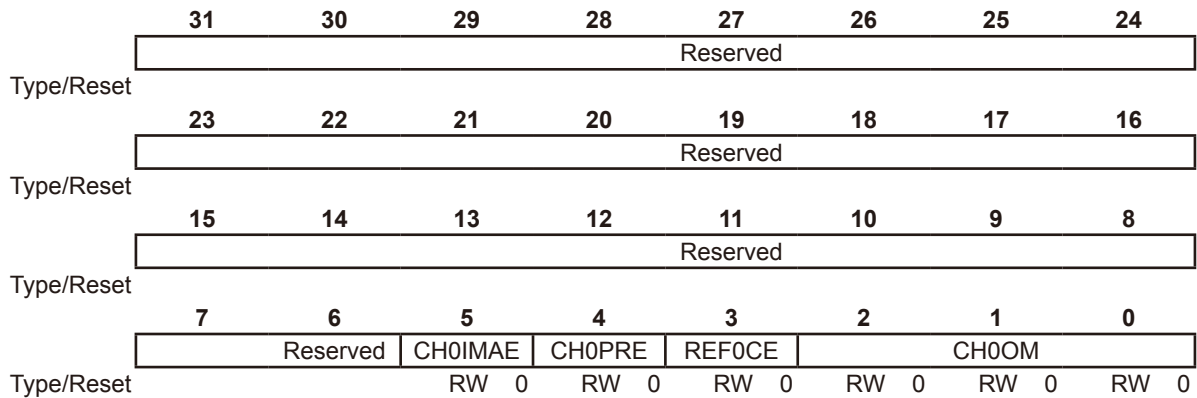 31 30 29 28 27 26 25 24
Reserved
Type/Reset
23 22 21 20 19 18 17 16
Reserved
Type/Reset
15 14 13 12 11 10 9 8
Reserved
Type/Reset
7 6 5 4 3 2 1 0
Reserved CH0IMAE CH0PRE REF0CE CH0OM
Type/Reset RW 0 RW 0 RW 0 RW 0 RW 0 RW 0